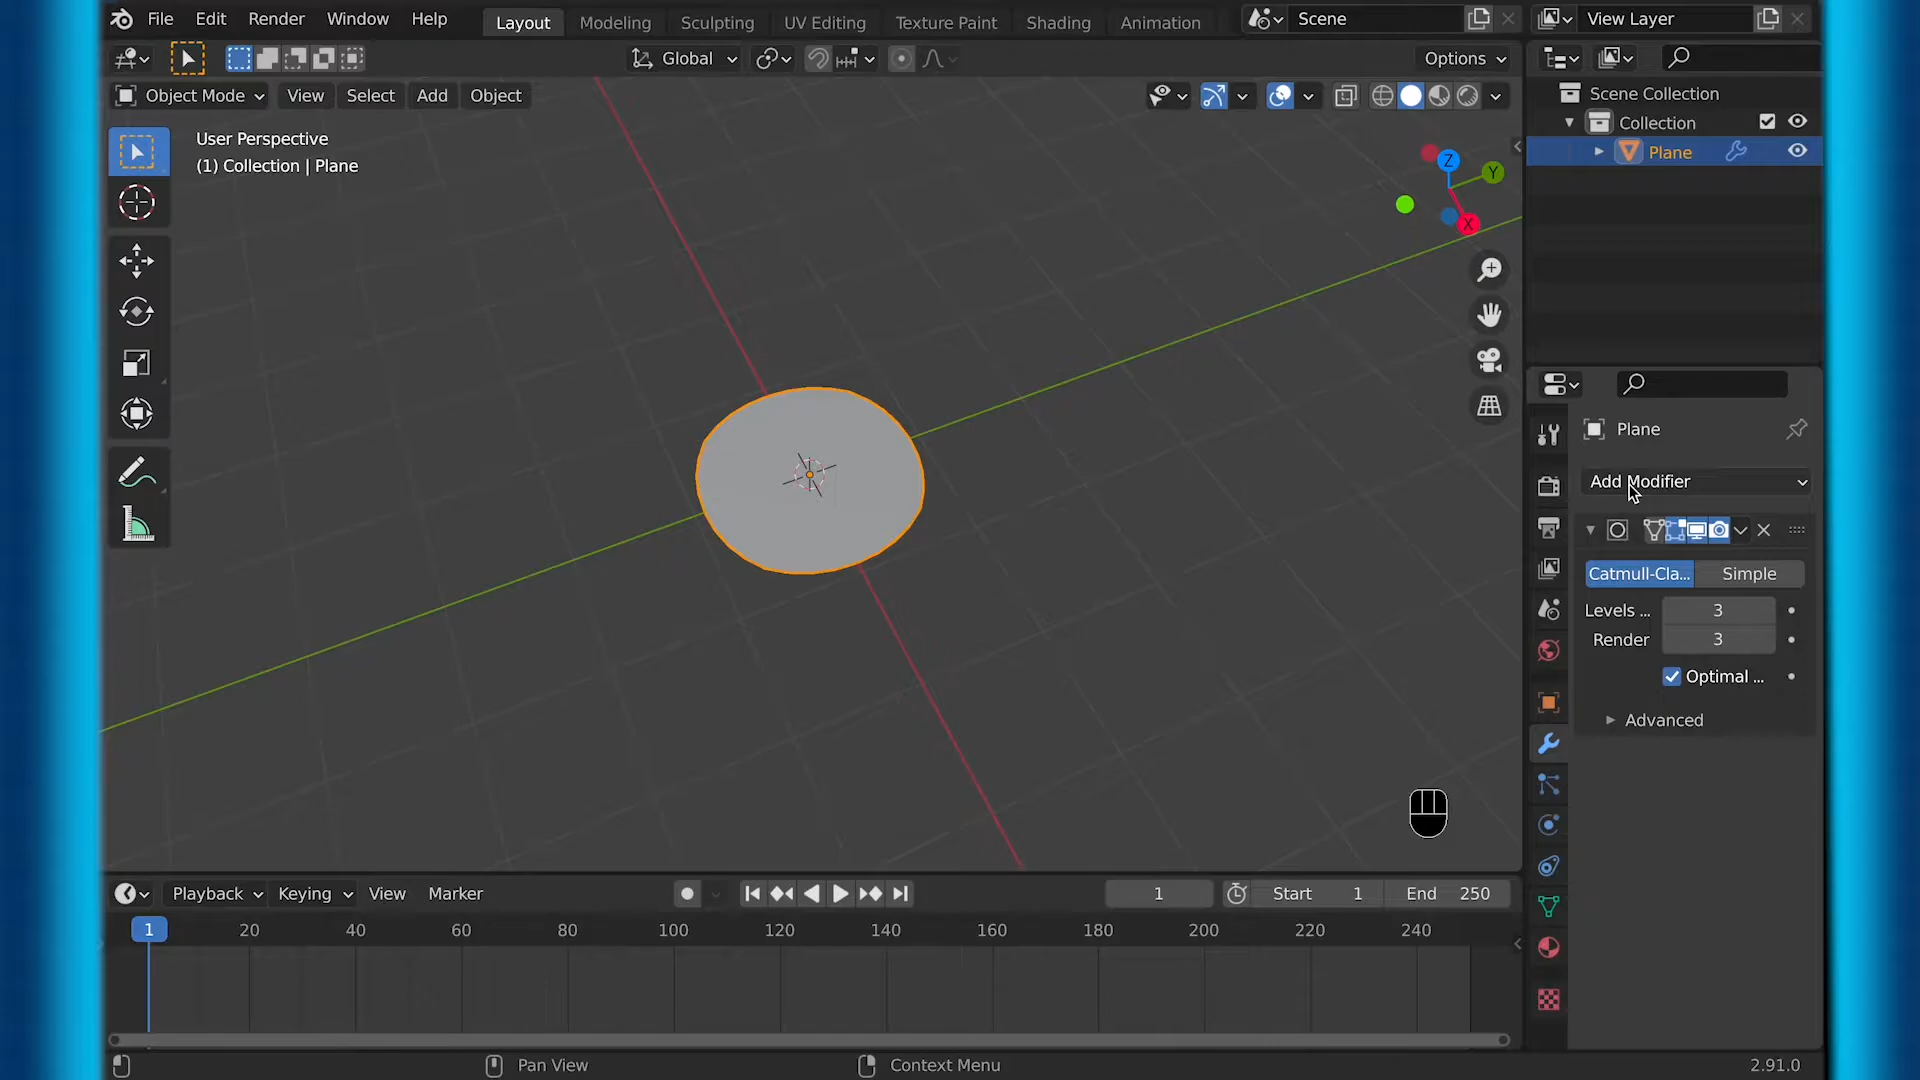 File Edit Render Window Help Layout Modeling Sculpting UV Editing Texture Paint Shading Animation Scene View Layer
Global Options
Object Mode View Select Add Object
User Perspective
(1) Collection | Plane
Z
Y
X
Scene Collection
Collection
Plane
Plane
Add Modifier
Catmull-Cla... Simple
Levels ... 3
Render 3
Optimal ...
Advanced
Playback Keying View Marker 1 Start 1 End 250
1 20 40 60 80 100 120 140 160 180 200 220 240
Pan View Context Menu 2.91.0